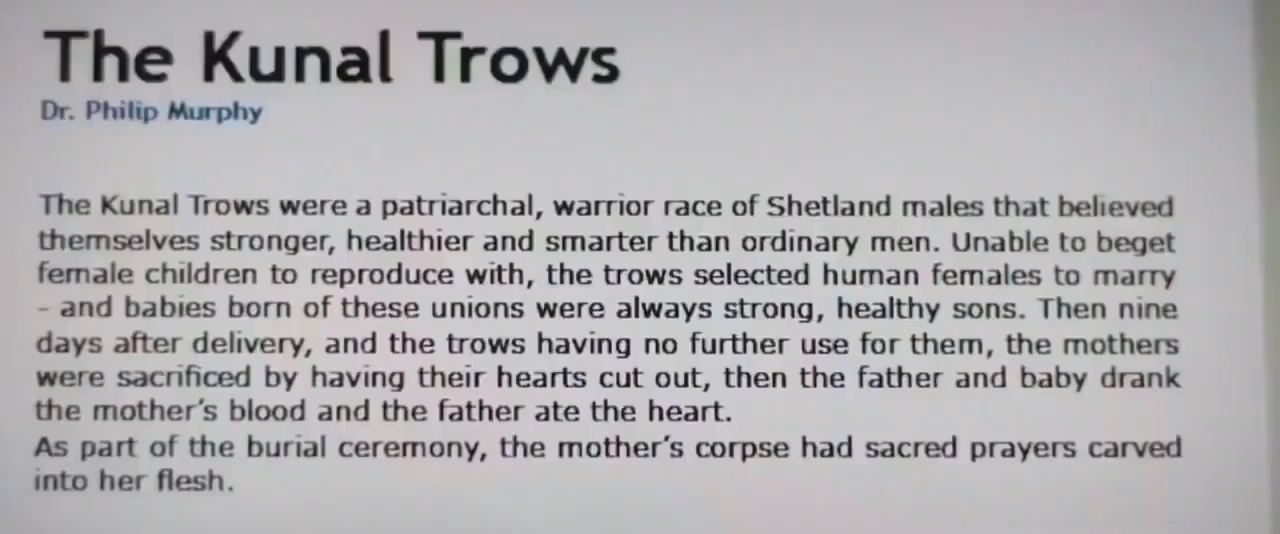 The Kunal Trows
Dr. Philip Murphy
The Kunal Trows were a patriarchal, warrior race of Shetland males that believed
themselves stronger, healthier and smarter than ordinary men. Unable to beget
female children to reproduce with, the trows selected human females to marry
- and babies born of these unions were always strong, healthy sons. Then nine
days after delivery, and the trows having no further use for them, the mothers
were sacrificed by having their hearts cut out, then the father and baby drank
the mother's blood and the father ate the heart.
As part of the burial ceremony, the mother's corpse had sacred prayers carved
into her flesh.